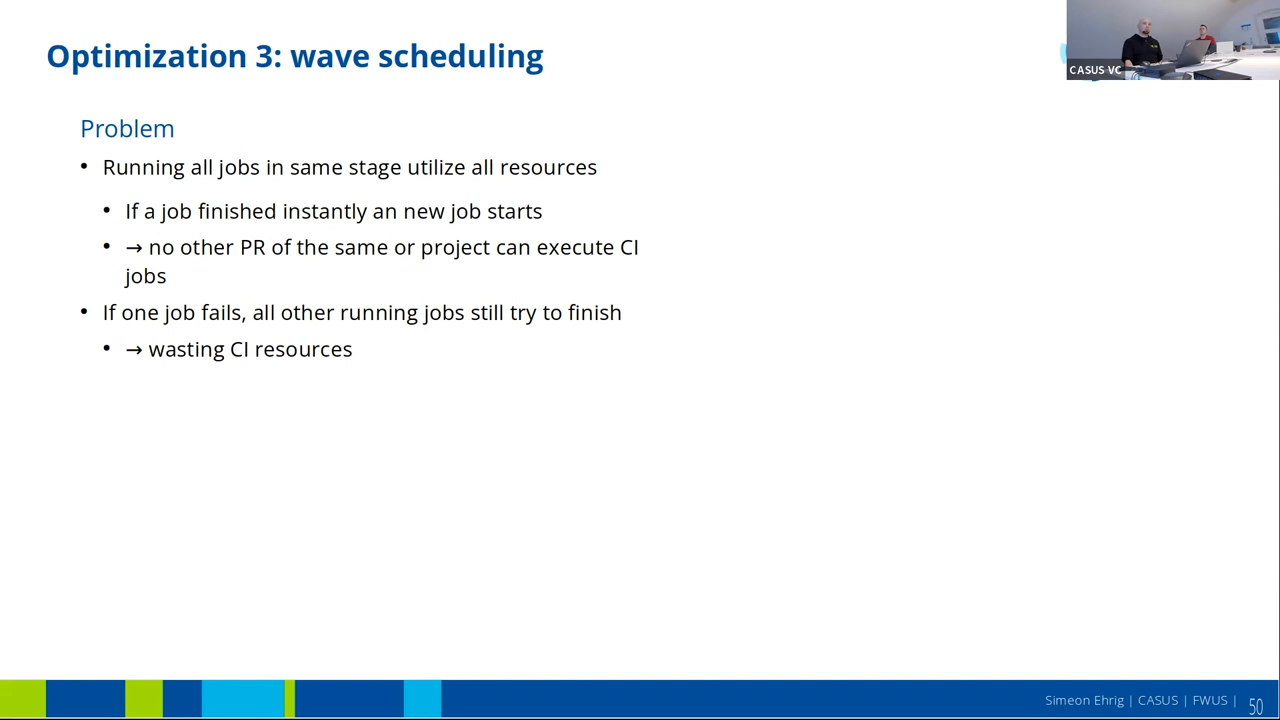 Optimization 3: wave scheduling
CASUS VC
Problem
• Running all jobs in same stage utilize all resources
• If a job finished instantly an new job starts
• → no other PR of the same or project can execute CI
jobs
• If one job fails, all other running jobs still try to finish
• → wasting CI resources
Simeon Ehrig | CASUS | FWUS | 50